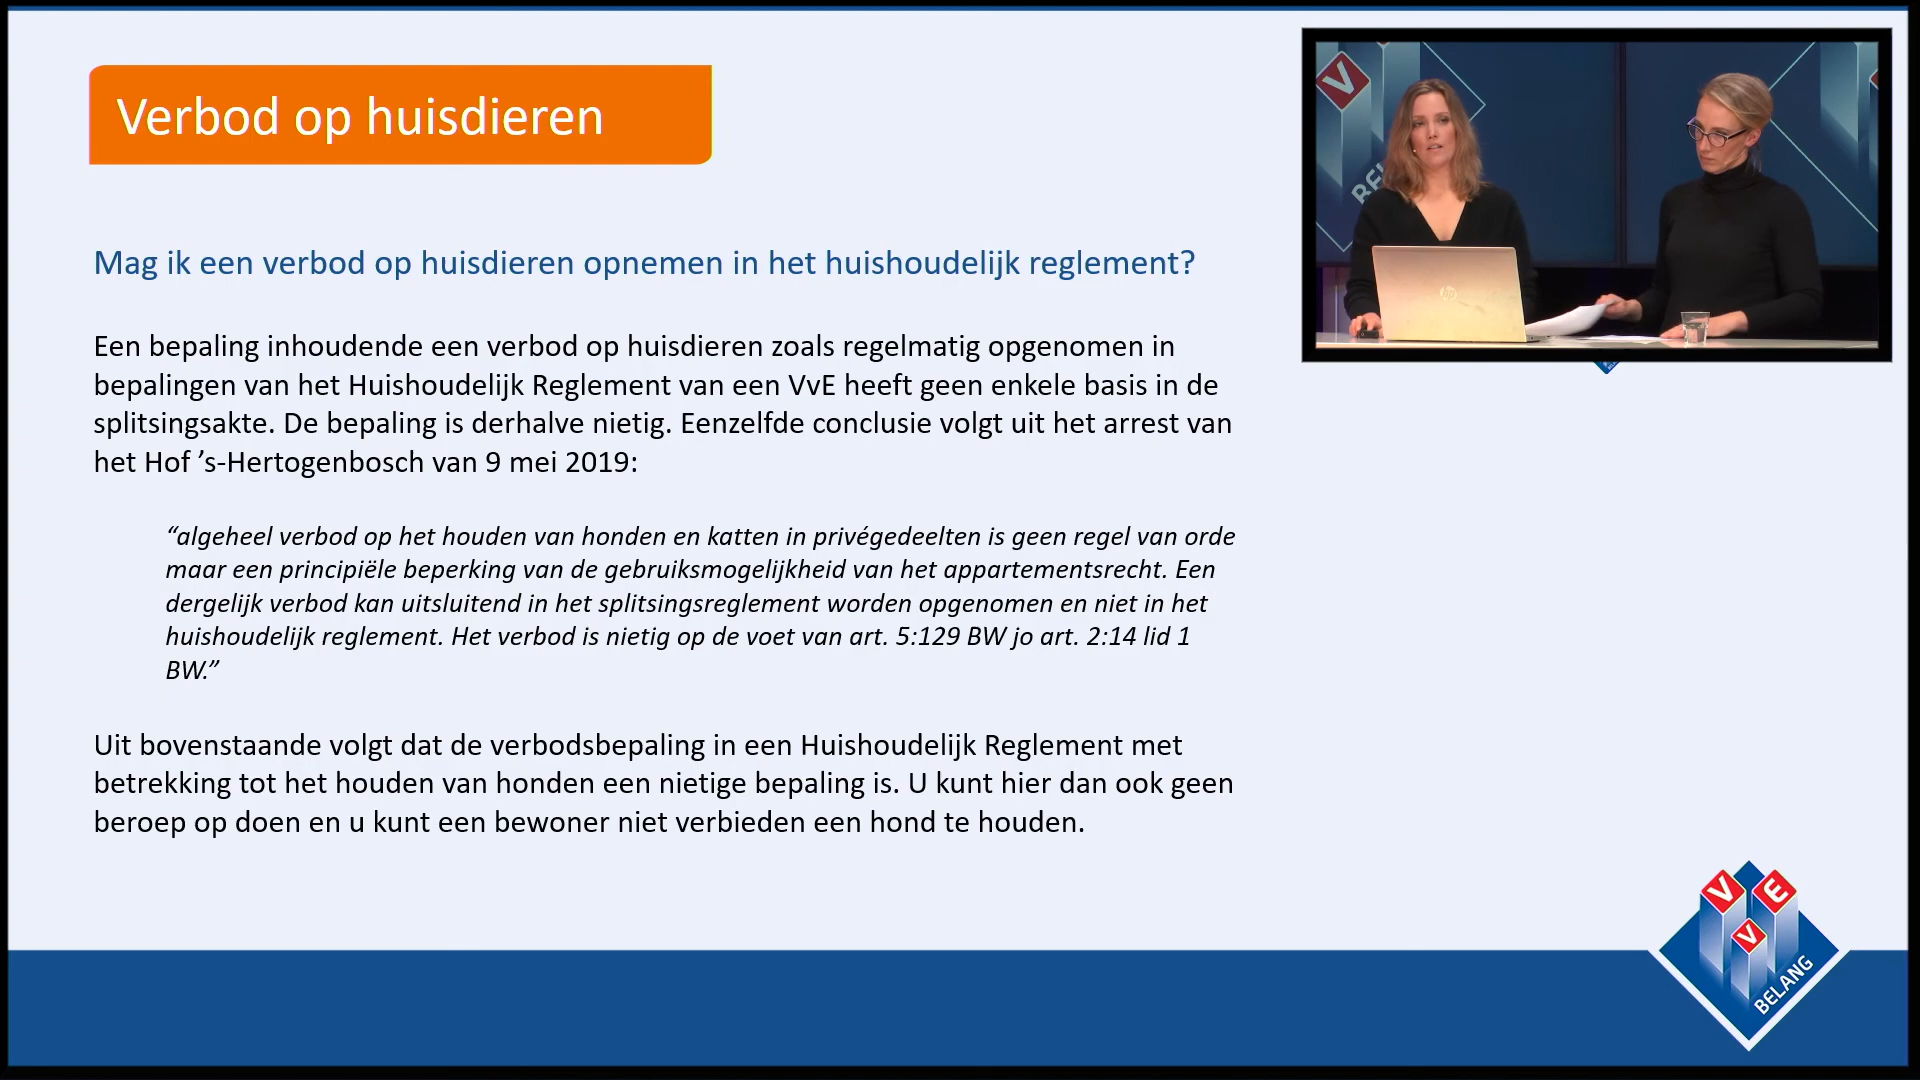 Verbod op huisdieren
Mag ik een verbod op huisdieren opnemen in het huishoudelijk reglement?
Een bepaling inhoudende een verbod op huisdieren zoals regelmatig opgenomen in
bepalingen van het Huishoudelijk Reglement van een VvE heeft geen enkele basis in de
splitsingsakte. De bepaling is derhalve nietig. Eenzelfde conclusie volgt uit het arrest van
het Hof ’s-Hertogenbosch van 9 mei 2019:
“algeheel verbod op het houden van honden en katten in privégedeelten is geen regel van orde
maar een principiële beperking van de gebruiksmogelijkheid van het appartementsrecht. Een
dergelijk verbod kan uitsluitend in het splitsingsreglement worden opgenomen en niet in het
huishoudelijk reglement. Het verbod is nietig op de voet van art. 5:129 BW jo art. 2:14 lid 1
BW.”
Uit bovenstaande volgt dat de verbodsbepaling in een Huishoudelijk Reglement met
betrekking tot het houden van honden een nietige bepaling is. U kunt hier dan ook geen
beroep op doen en u kunt een bewoner niet verbieden een hond te houden.
V
hp
V E
V
BELANG